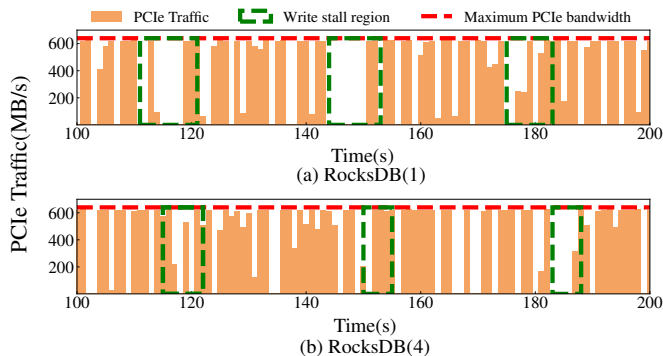 PCIe Traffic Write stall region Maximum PCIe bandwidth
PCIe Traffic(MB/s)
600
400
200
100 120 140 160 180 200
Time(s)
(a) RocksDB(1)
600
400
200
100 120 140 160 180 200
Time(s)
(b) RocksDB(4)